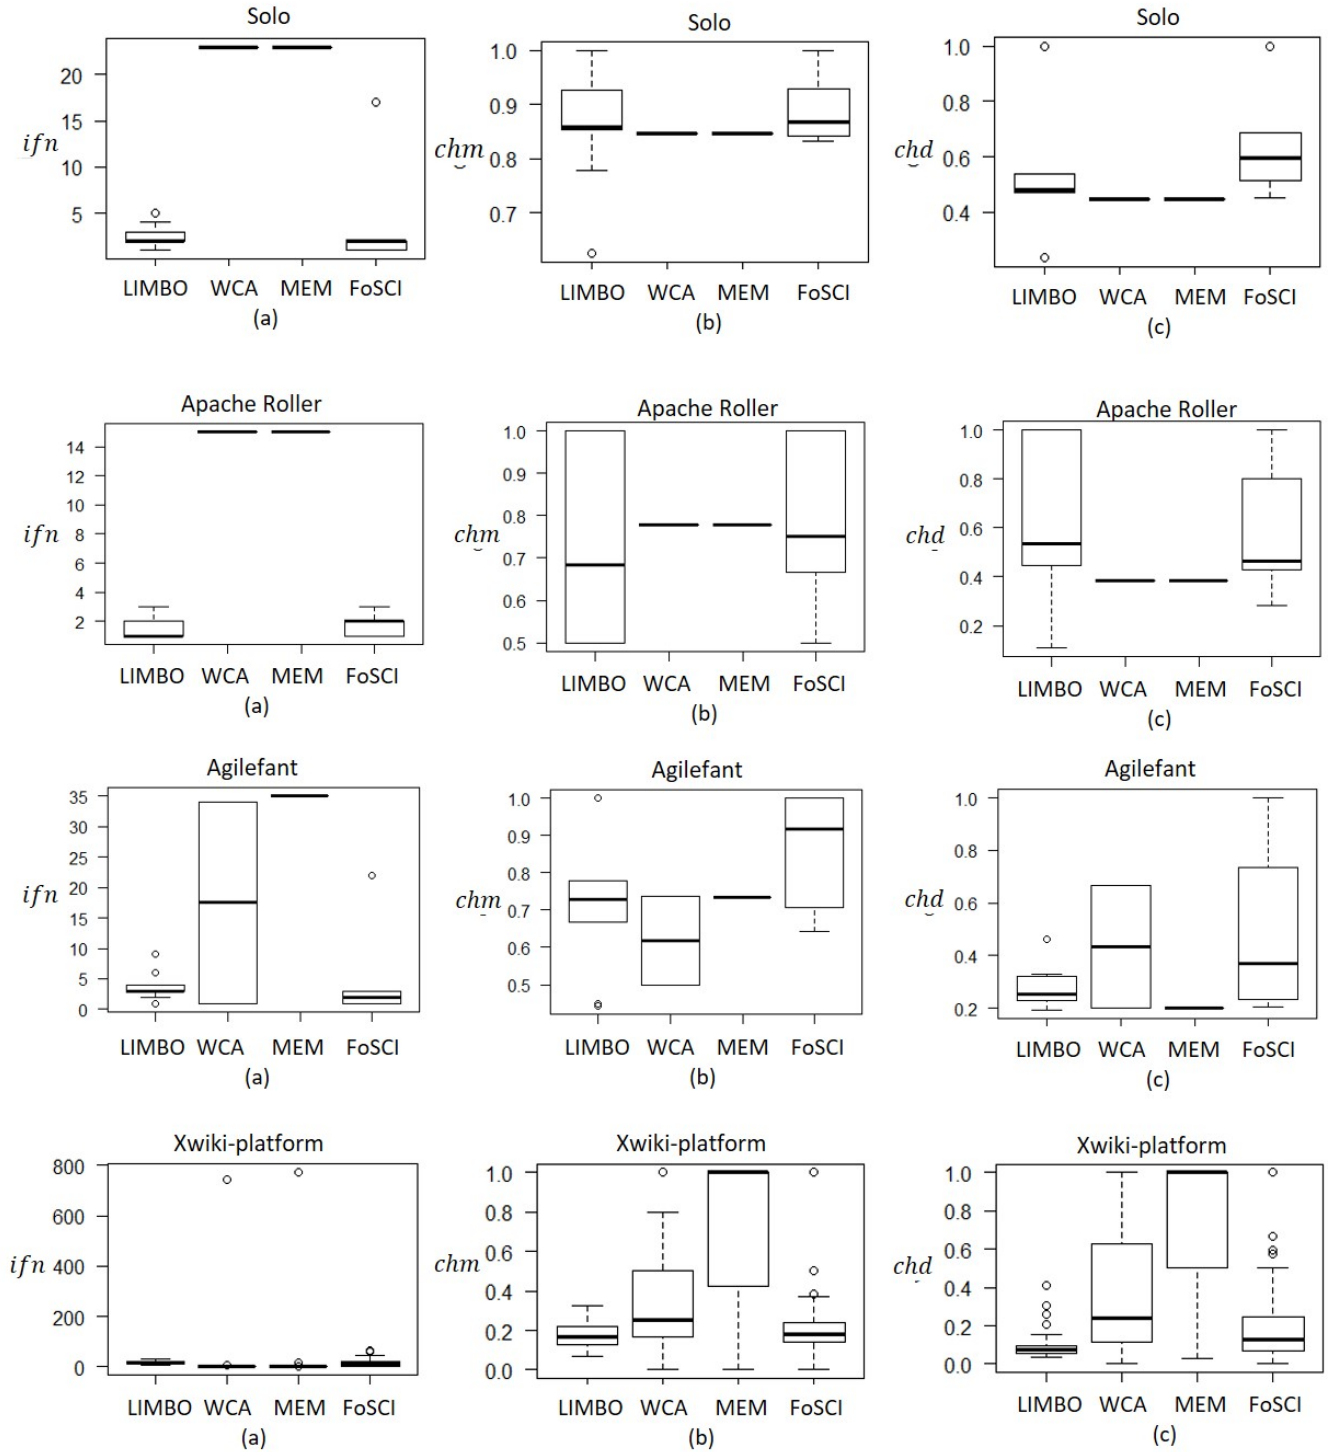 Solo
20
15
10
5
ifn
LIMBO WCA MEM FoSCI
(a)
Solo
1.0
0.9
0.8
0.7
chm
LIMBO WCA MEM FoSCI
(b)
Solo
1.0
0.8
0.6
0.4
chd
LIMBO WCA MEM FoSCI
(c)
Apache Roller
14
12
10
8
6
4
2
ifn
LIMBO WCA MEM FoSCI
(a)
Apache Roller
1.0
0.9
0.8
0.7
0.6
0.5
chm
LIMBO WCA MEM FoSCI
(b)
Apache Roller
1.0
0.8
0.6
0.4
0.2
chd
LIMBO WCA MEM FoSCI
(c)
Agilefant
35
30
25
20
15
10
5
0
ifn
LIMBO WCA MEM FoSCI
(a)
Agilefant
1.0
0.9
0.8
0.7
0.6
0.5
chm
LIMBO WCA MEM FoSCI
(b)
Agilefant
1.0
0.8
0.6
0.4
0.2
chd
LIMBO WCA MEM FoSCI
(c)
Xwiki-platform
800
600
400
200
0
ifn
LIMBO WCA MEM FoSCI
(a)
Xwiki-platform
1.0
0.8
0.6
0.4
0.2
0.0
chm
LIMBO WCA MEM FoSCI
(b)
Xwiki-platform
1.0
0.8
0.6
0.4
0.2
0.0
chd
LIMBO WCA MEM FoSCI
(c)